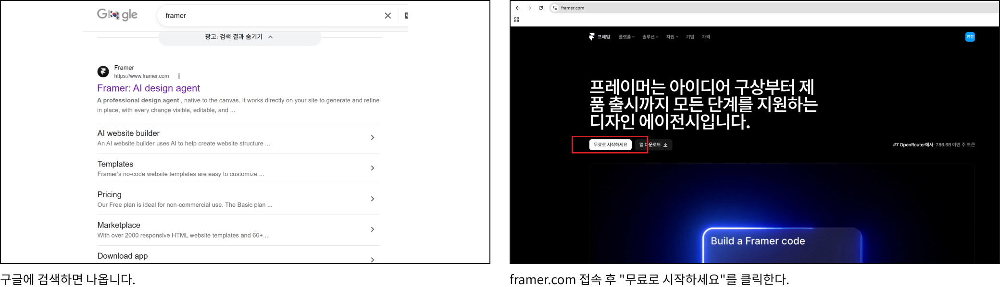 Google
framer
광고: 검색 결과 숨기기
Framer
https://www.framer.com
Framer: AI design agent
A professional design agent , native to the canvas. It works directly on your site to generate and refine
in place, with every change visible, editable, and ...
AI website builder
An AI website builder uses AI to help create website structure ...
Templates
Framer's no-code website templates are easy to customize ...
Pricing
Our Free plan is ideal for non-commercial use. The Basic plan ...
Marketplace
With over 2000 responsive HTML website templates and 60+ ...
Download app
구글에 검색하면 나옵니다.
framer.com
프레임 플랫폼 솔루션 자원 기업 가격
원정
프레이머는 아이디어 구상부터 제
품 출시까지 모든 단계를 지원하는
디자인 에이전시입니다.
무료로 시작하세요 앱 다운로드
#7 OpenRouter에서: 786.6B 이번 주 토큰
Build a Framer code
framer.com 접속 후 "무료로 시작하세요"를 클릭한다.